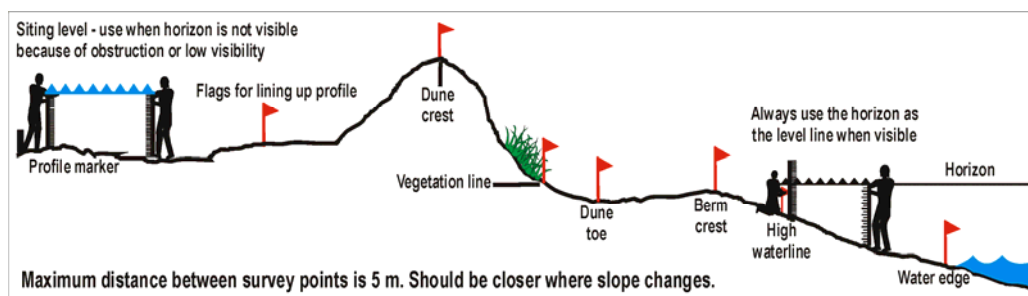 Siting level - use when horizon is not visible
because of obstruction or low visibility
Flags for lining up profile
Profile marker
Dune
crest
Vegetation line
Dune
toe
Berm
crest
Always use the horizon as
the level line when visible
Horizon
High
waterline
Water edge
Maximum distance between survey points is 5 m. Should be closer where slope changes.